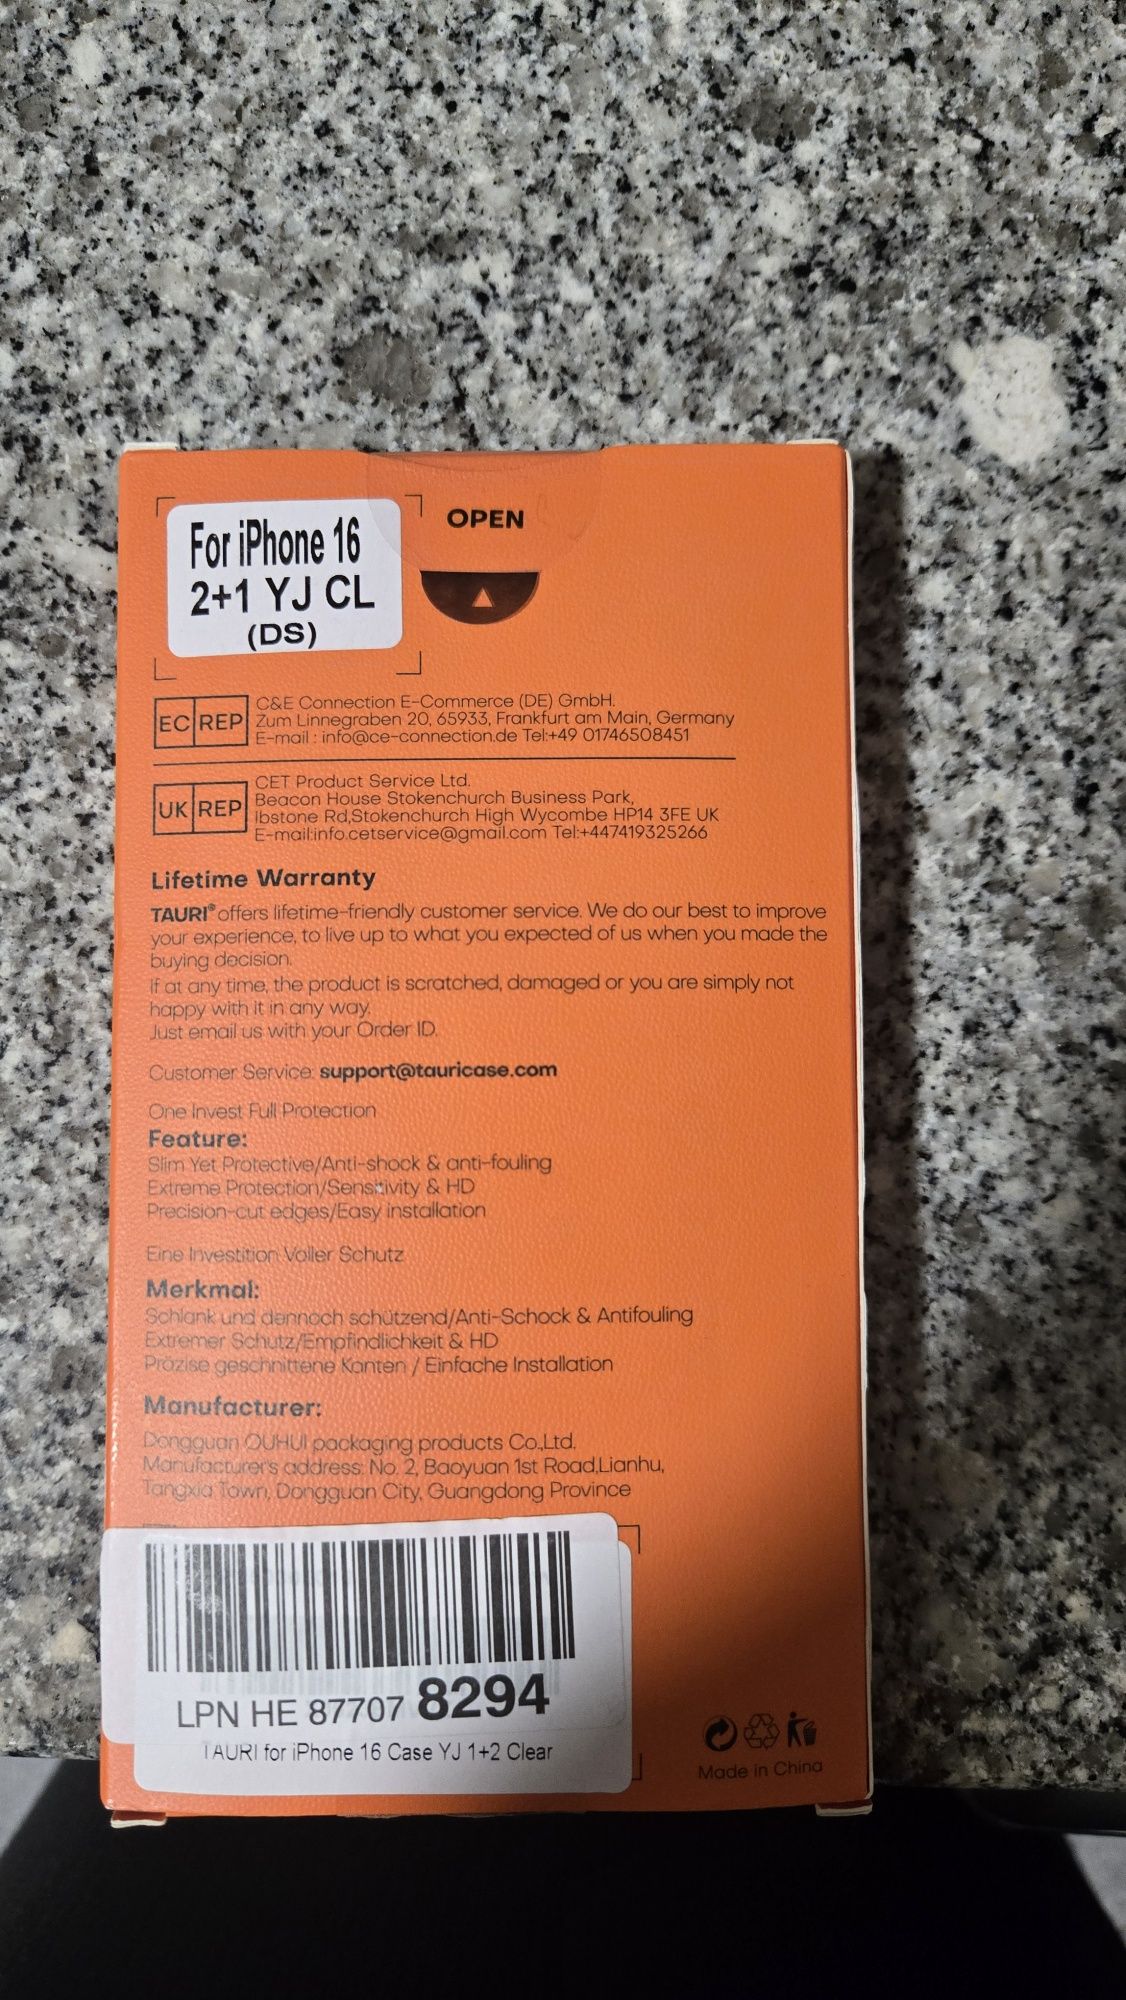 For iPhone 16
2+1 YJ CL
(DS)
OPEN
EC REP
C&E Connection E-Commerce (DE) GmbH.
Zum Linnegraben 20, 65933, Frankfurt am Main, Germany
E-mail : info@ce-connection.de Tel:+49 01746508451
UK REP
CET Product Service Ltd.
Beacon House Stokenchurch Business Park,
Ibstone Rd,Stokenchurch High Wycombe HP14 3FE UK
E-mail:info.cetservice@gmail.com Tel:+447419325266
Lifetime Warranty
TAURI® offers lifetime-friendly customer service. We do our best to improve
your experience, to live up to what you expected of us when you made the
buying decision.
If at any time, the product is scratched, damaged or you are simply not
happy with it in any way.
Just email us with your Order ID.
Customer Service: support@tauricase.com
One Invest Full Protection
Feature:
Slim Yet Protective/Anti-shock & anti-fouling
Extreme Protection/Sensitivity & HD
Precision-cut edges/Easy installation
Eine Investition Voller Schutz
Merkmal:
Schlank und dennoch schützend/Anti-Schock & Antifouling
Extremer Schutz/Empfindlichkeit & HD
Präzise geschnittene Kanten / Einfache Installation
Manufacturer:
Dongguan OUHUI packaging products Co.,Ltd.
Manufacturer's address: No. 2, Baoyuan 1st Road,Lianhu,
Tangxia Town, Dongguan City, Guangdong Province
LPN HE 87707 8294
TAURI for iPhone 16 Case YJ 1+2 Clear
Made in China